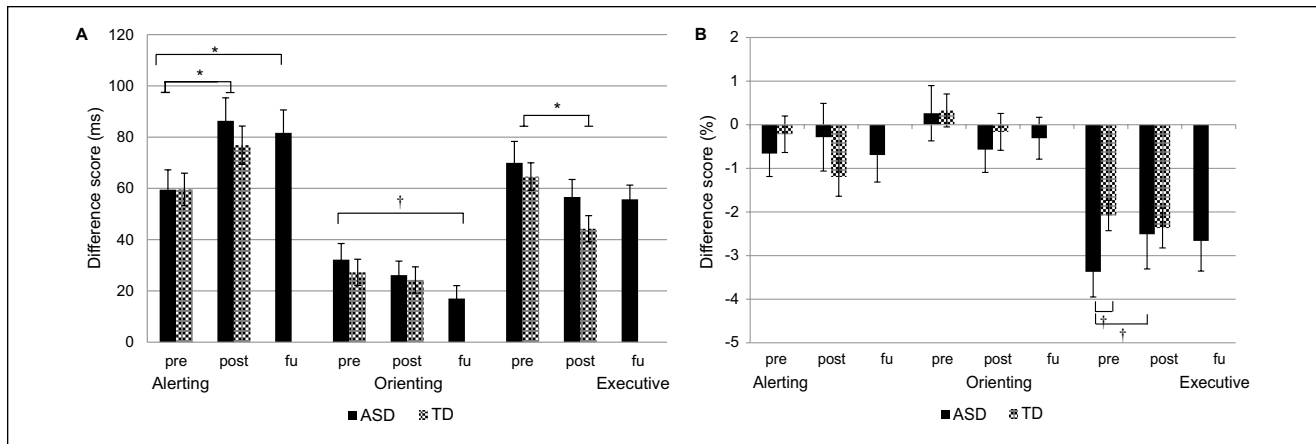 A
Difference score (ms)
120
100
80
60
40
20
0
*
*
†
*
pre post fu pre post fu pre post fu
Alerting Orienting Executive
ASD TD
B
Difference score (%)
2
1
0
-1
-2
-3
-4
-5
†
†
pre post fu pre post fu pre post fu
Alerting Orienting Executive
ASD TD